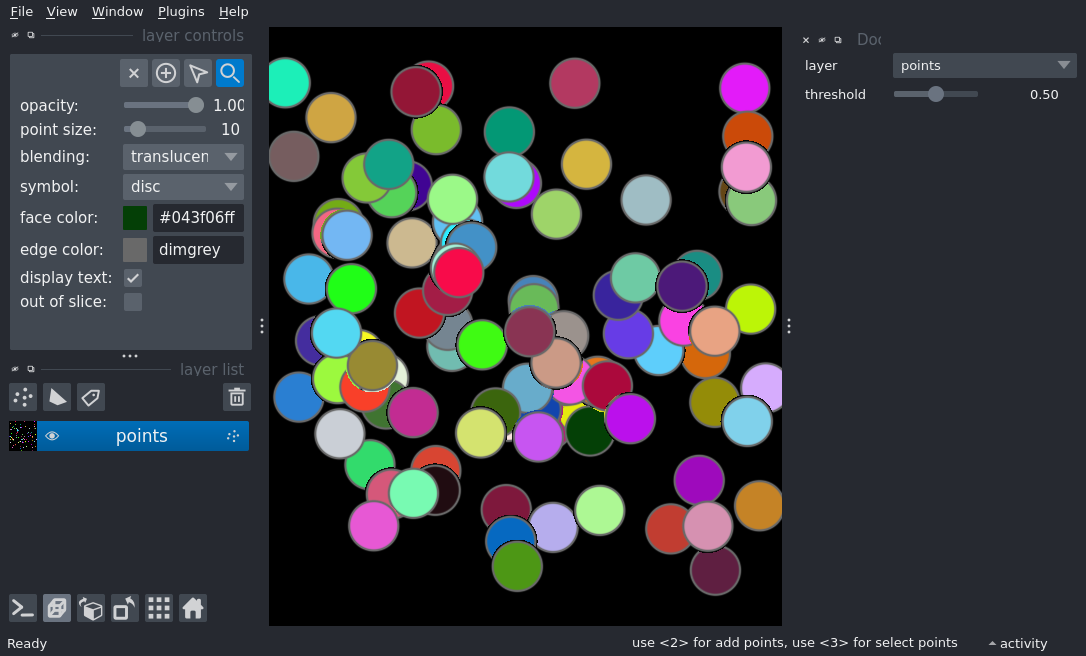 File View Window Plugins Help
layer controls
opacity: 1.00
point size: 10
blending: translucen
symbol: disc
face color: #043f06ff
edge color: dimgrey
display text:
out of slice:
layer list
points
Doc
layer points
threshold 0.50
Ready
use <2> for add points, use <3> for select points
activity